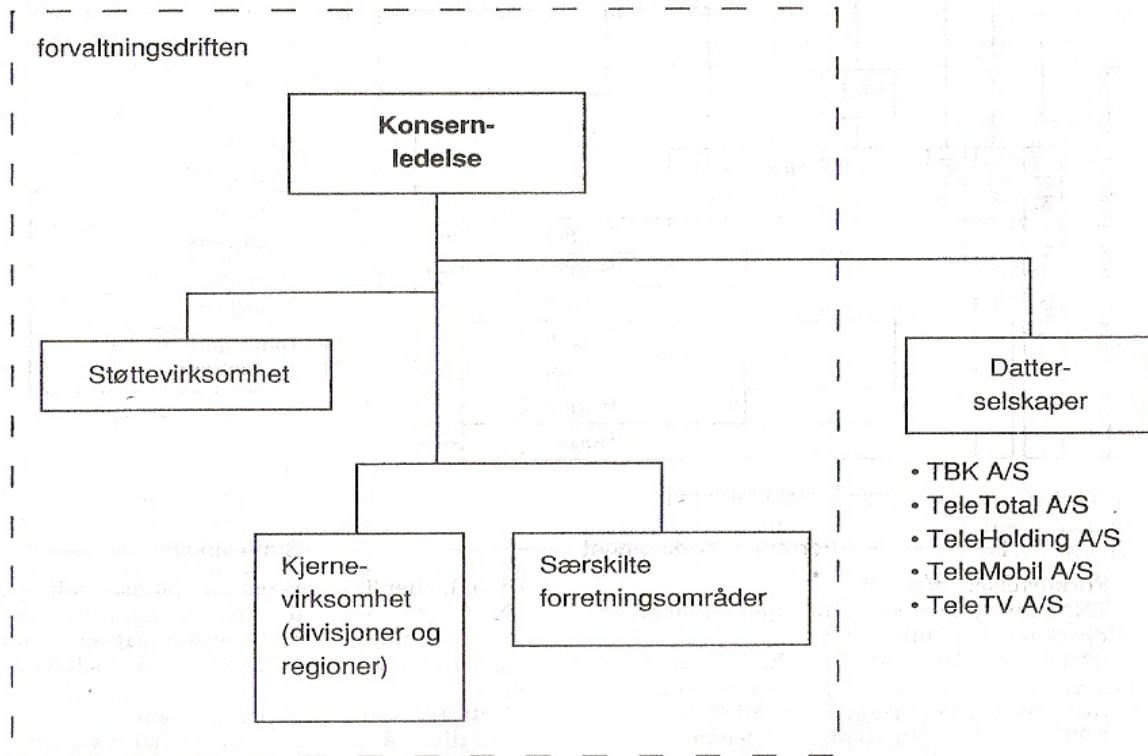 forvaltningsdriften
Konsern-
ledelse
Støttevirksomhet
Datter-
selskaper
• TBK A/S
• TeleTotal A/S
• TeleHolding A/S
• TeleMobil A/S
• TeleTV A/S
Kjerne-
virksomhet
(divisjoner og
regioner)
Særskilte
forretningsområder